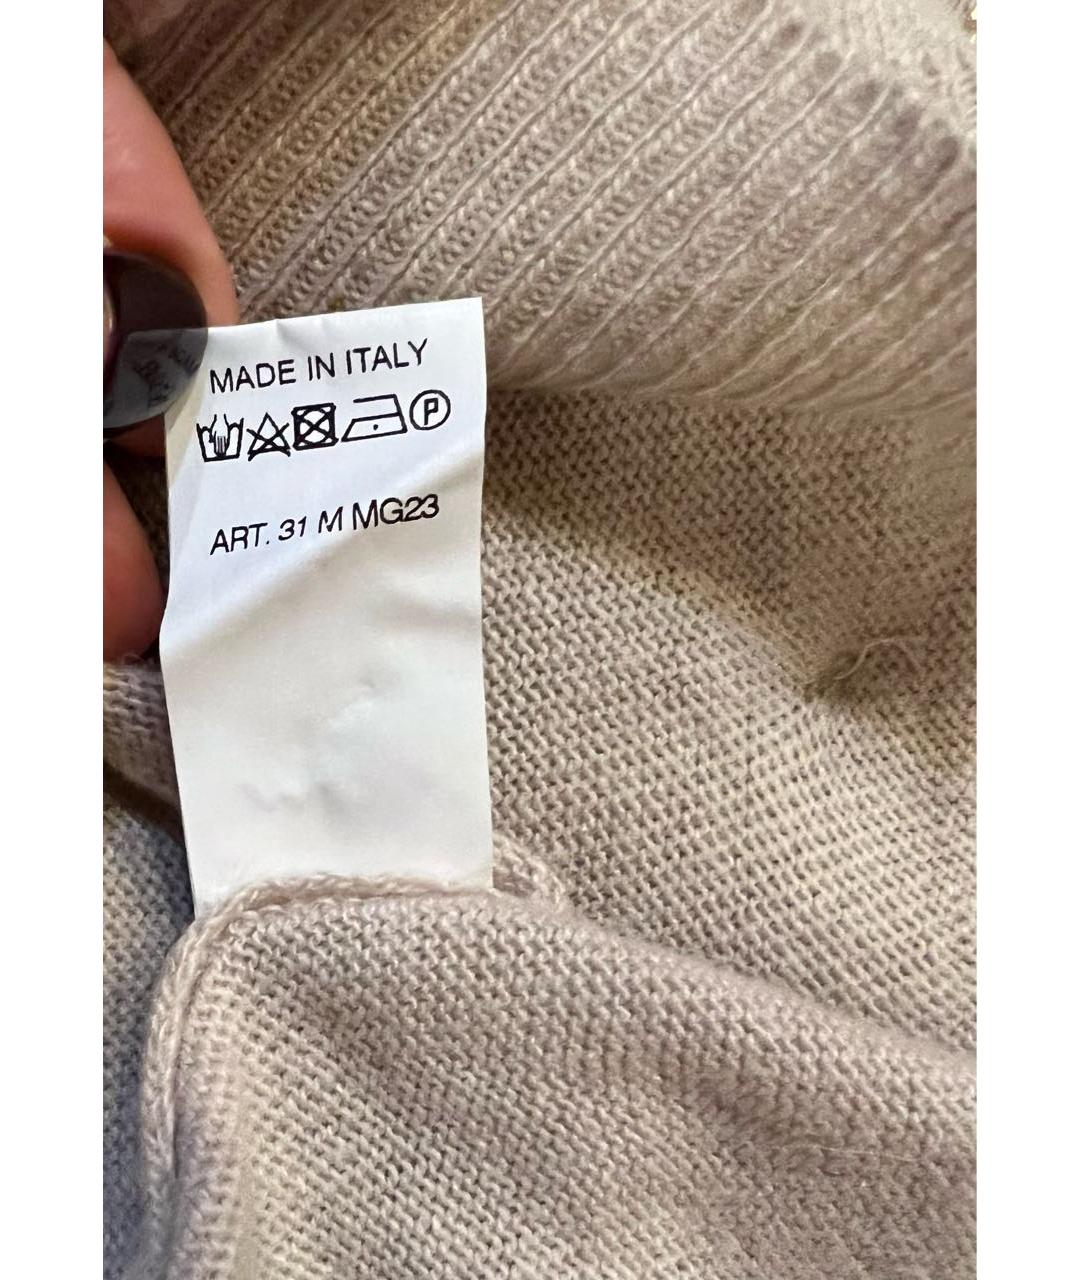 MADE IN ITALY
P
ART. 31 M MG23